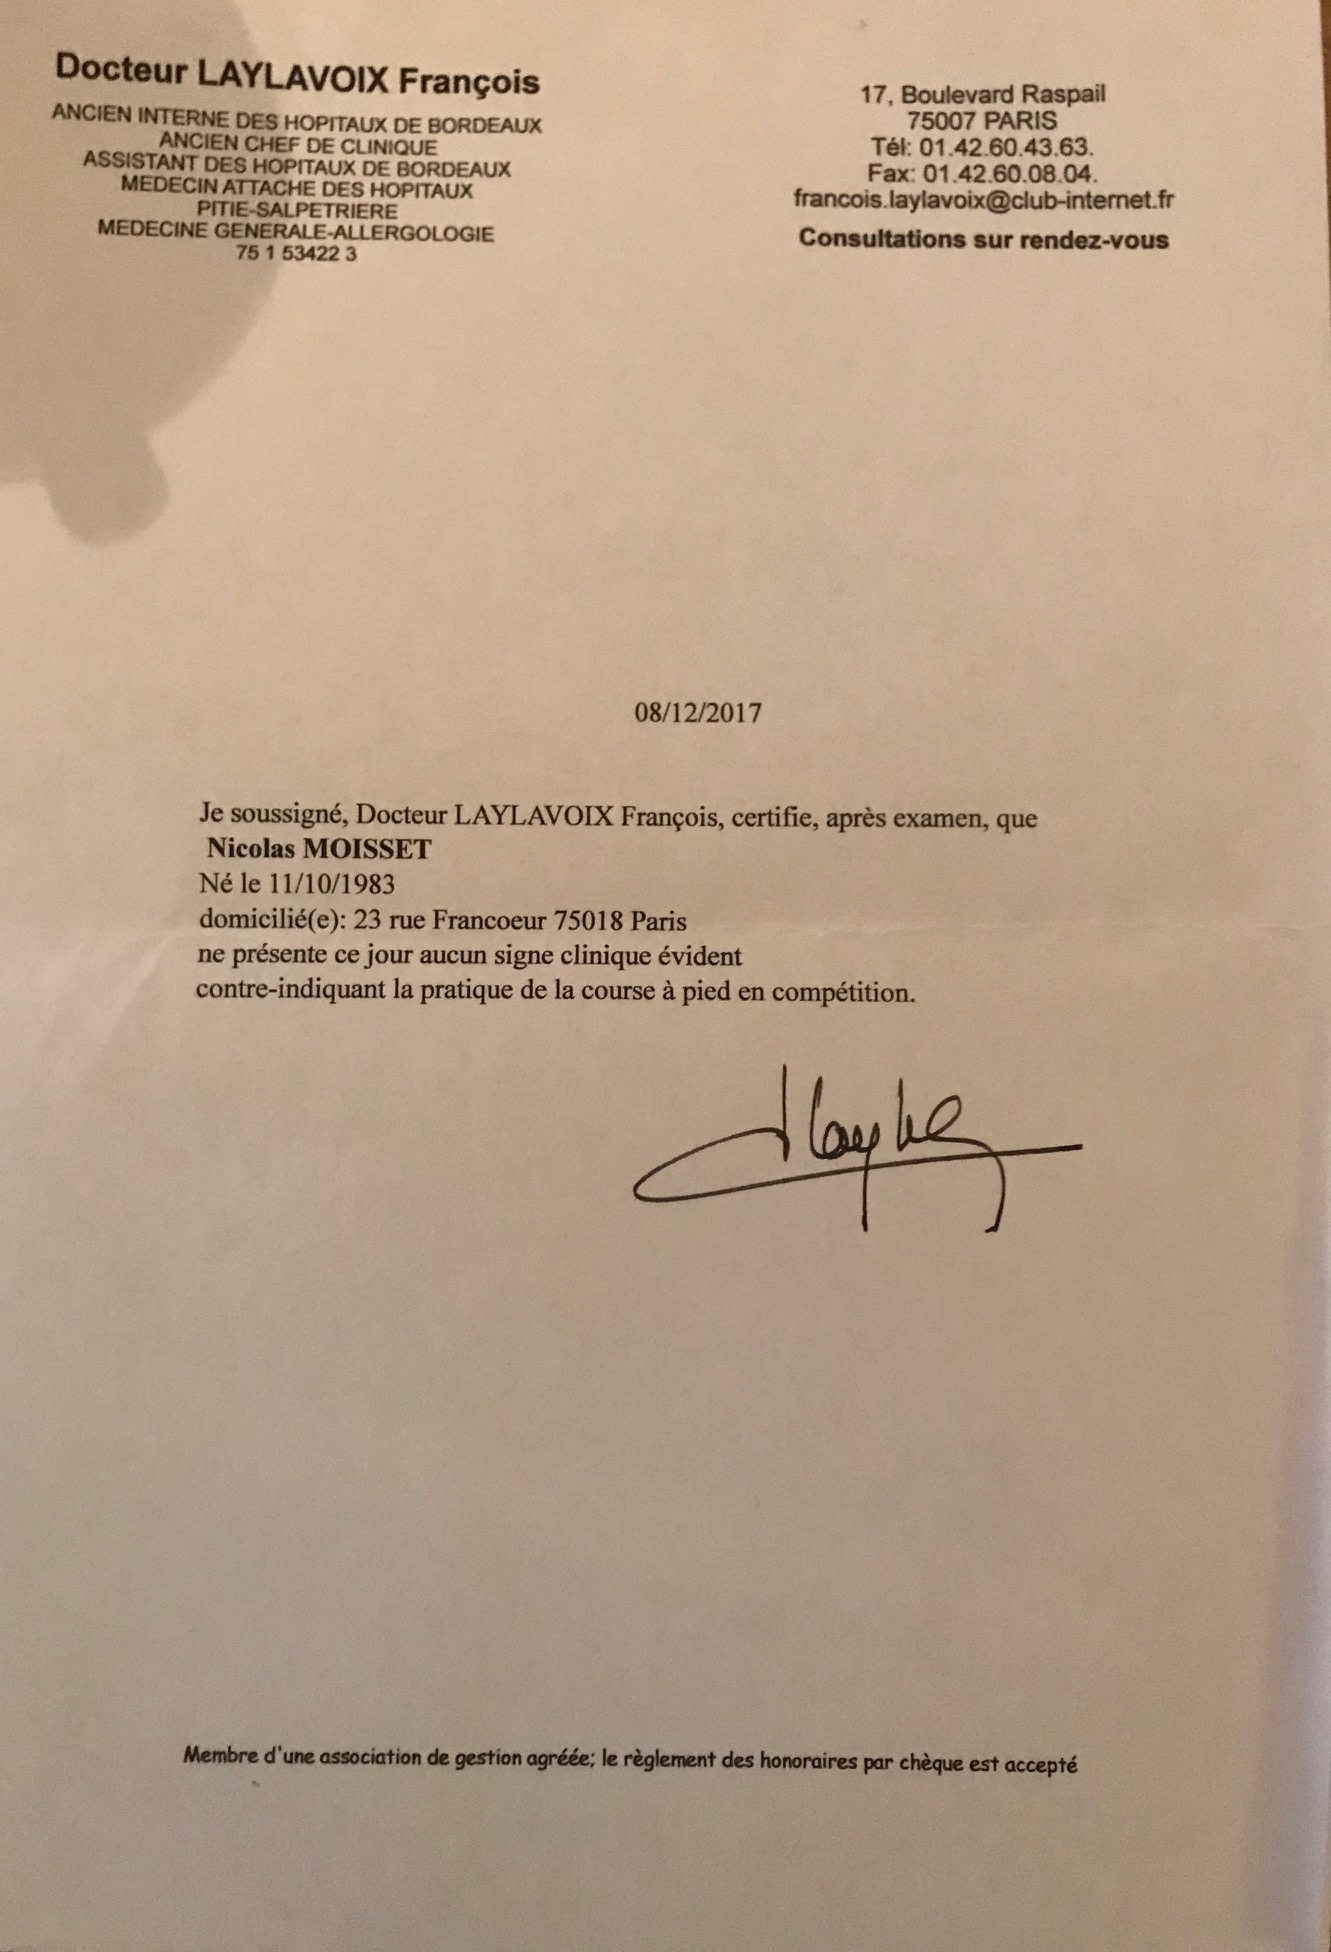 Docteur LAYLAVOIX François
ANCIEN INTERNE DES HOPITAUX DE BORDEAUX
ANCIEN CHEF DE CLINIQUE
ASSISTANT DES HOPITAUX DE BORDEAUX
MEDECIN ATTACHE DES HOPITAUX
PITIE-SALPETRIERE
MEDECINE GENERALE-ALLERGOLOGIE
75 1 53422 3
17, Boulevard Raspail
75007 PARIS
Tél: 01.42.60.43.63.
Fax: 01.42.60.08.04.
francois.laylavoix@club-internet.fr
Consultations sur rendez-vous
08/12/2017
Je soussigné, Docteur LAYLAVOIX François, certifie, après examen, que
Nicolas MOISSET
Né le 11/10/1983
domicilié(e): 23 rue Francoeur 75018 Paris
ne présente ce jour aucun signe clinique évident
contre-indiquant la pratique de la course à pied en compétition.
Membre d'une association de gestion agréée; le règlement des honoraires par chèque est accepté